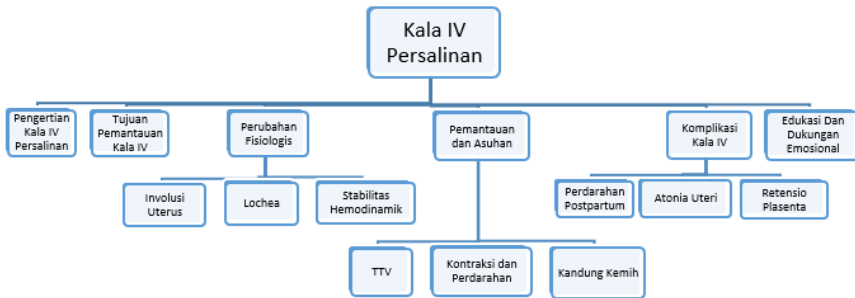 Kala IV
Persalinan
Pengertian
Kala IV
Persalinan
Tujuan
Pemantauan
Kala IV
Perubahan
Fisiologis
Pemantauan
dan Asuhan
Komplikasi
Kala IV
Edukasi Dan
Dukungan
Emosional
Involusi
Uterus
Lochea
Stabilitas
Hemodinamik
Perdarahan
Postpartum
Atonia Uteri
Retensio
Plasenta
TTV
Kontraksi dan
Perdarahan
Kandung Kemih